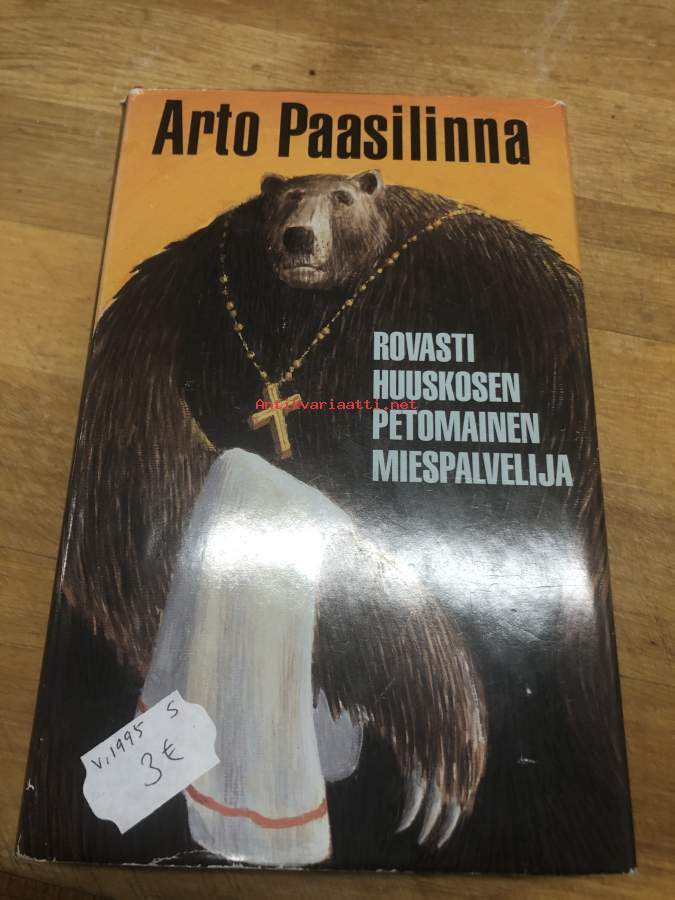 Arto Paasilinna
ROVASTI
HUUSKOSEN
Antikvariaatti.net
PETOMAINEN
MIESPALVELIJA
v. 1995 S
3€